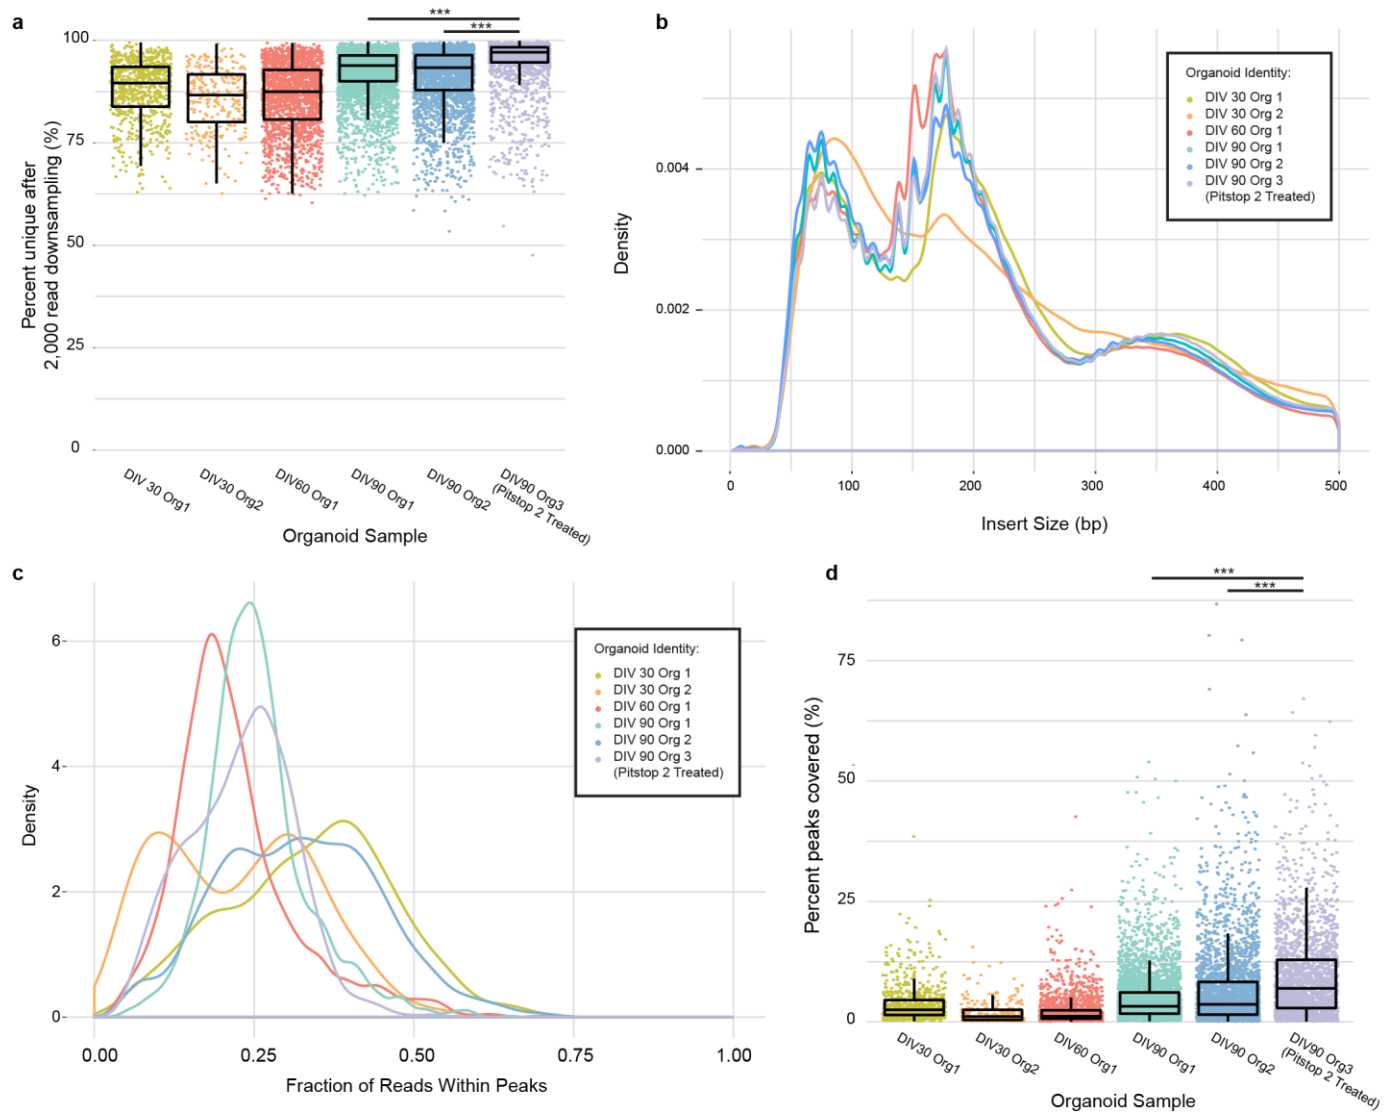 a
***
***
100
75
50
25
0
Percent unique after
2,000 read downsampling (%)
DIV 30 Org1
DIV30 Org2
DIV60 Org1
DIV90 Org1
DIV90 Org2
DIV90 Org3
(Pitstop 2 Treated)
Organoid Sample
b
Organoid Identity:
DIV 30 Org 1
DIV 30 Org 2
DIV 60 Org 1
DIV 90 Org 1
DIV 90 Org 2
DIV 90 Org 3
(Pitstop 2 Treated)
0.004
0.002
0.000
Density
0
100
200
300
400
500
Insert Size (bp)
c
Organoid Identity:
DIV 30 Org 1
DIV 30 Org 2
DIV 60 Org 1
DIV 90 Org 1
DIV 90 Org 2
DIV 90 Org 3
(Pitstop 2 Treated)
6
4
2
0
Density
0.00
0.25
0.50
0.75
1.00
Fraction of Reads Within Peaks
d
***
***
75
50
25
0
Percent peaks covered (%)
DIV30 Org1
DIV30 Org2
DIV60 Org1
DIV90 Org1
DIV90 Org2
DIV90 Org3
(Pitstop 2 Treated)
Organoid Sample